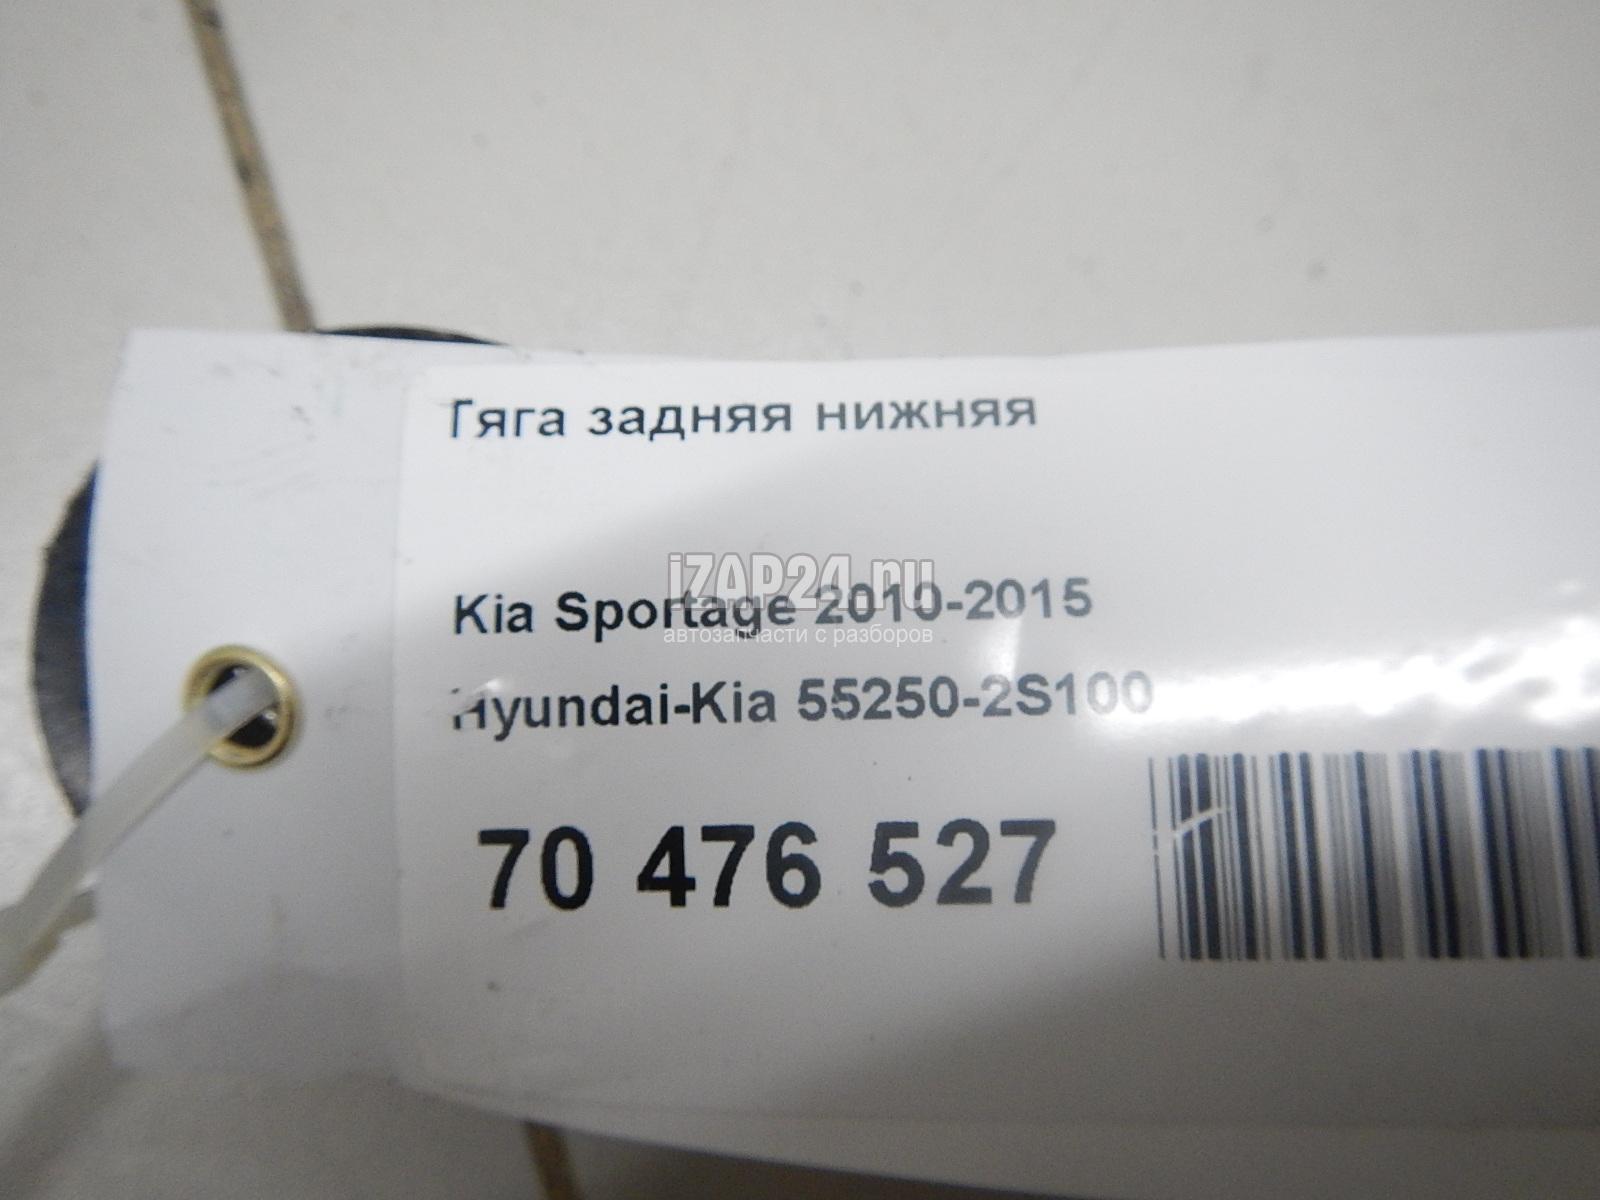 Тяга задняя нижняя
iZAP24.ru
Kia Sportage 2010-2015
автозапчасти с разборов
Hyundai-Kia 55250-2S100
70 476 527